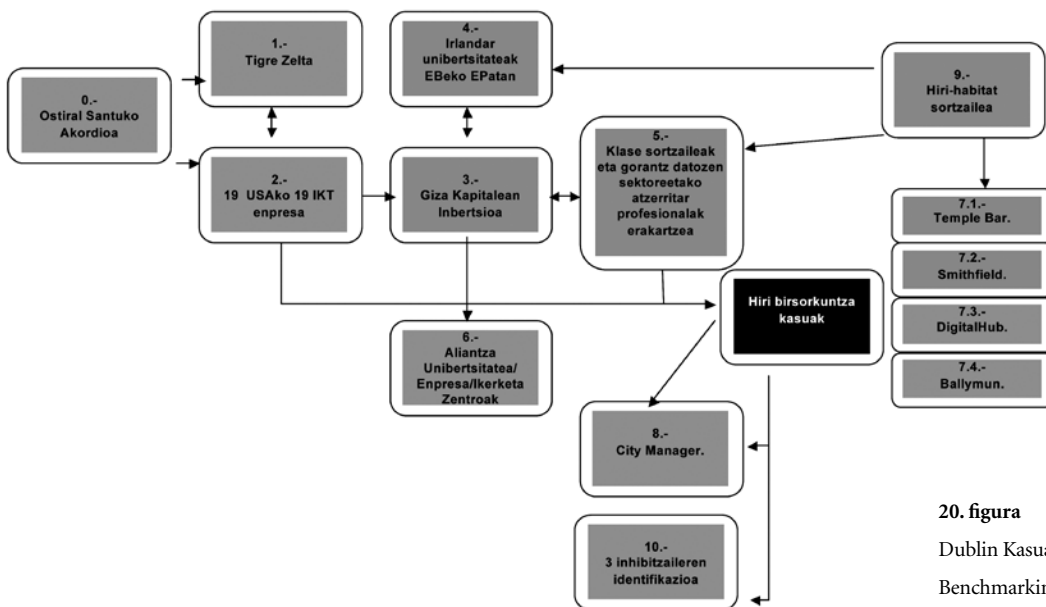 0.-
Ostiral Santuko
Akordioa
1.-
Tigre Zelta
2.-
19 USAko 19 IKT
enpresa
4.-
Irlandar
unibertsitateak
EBeko EPatan
3.-
Giza Kapitalean
Inbertsioa
5.-
Klase sortzaileak
eta gorantz datozen
sektoreetako
atzerritar
profesionalak
erakartzea
6.-
Aliantza
Unibertsitatea/
Enpresa/Ikerketa
Zentroak
Hiri birsorkuntza
kasuak
8.-
City Manager.
10.-
3 inhibitzaileren
identifikazioa
9.-
Hiri-habitat
sortzailea
7.1.-
Temple Bar.
7.2.-
Smithfield.
7.3.-
DigitalHub.
7.4.-
Ballymun.
20. figura
Dublin